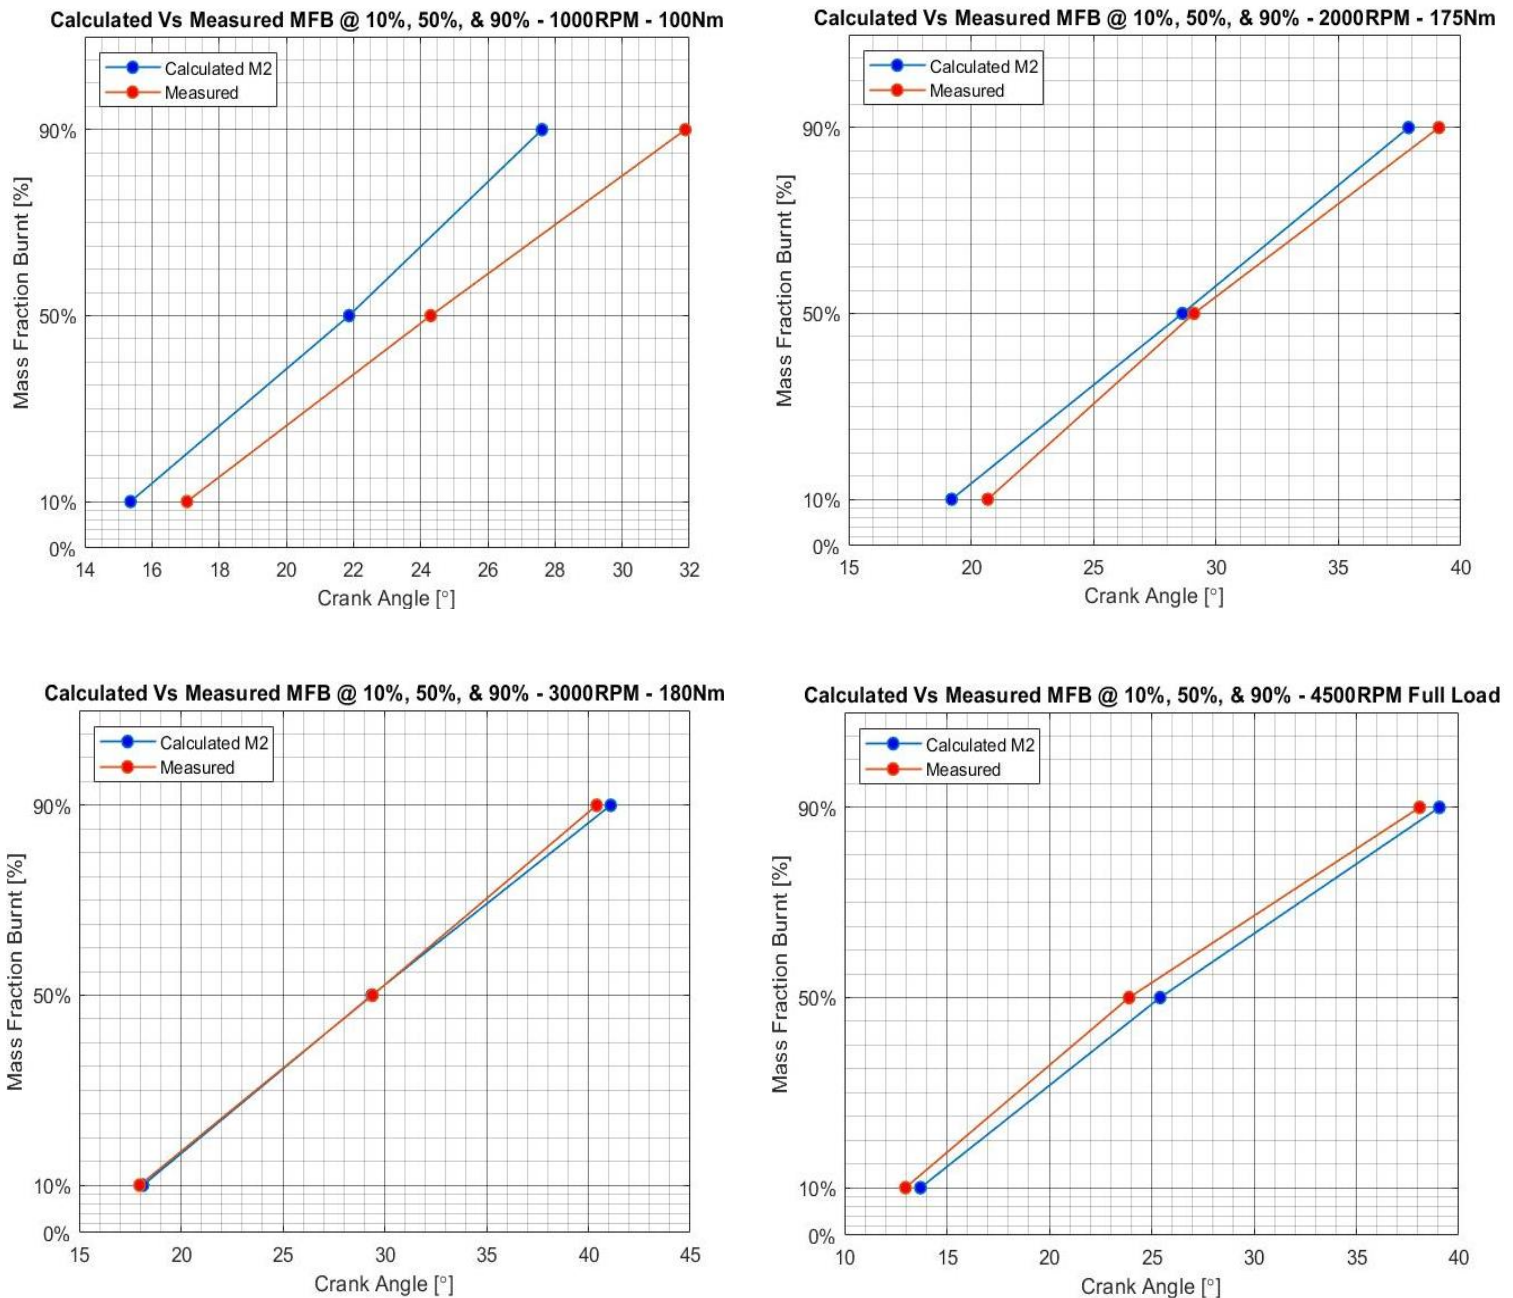 Calculated Vs Measured MFB @ 10%, 50%, & 90% - 1000RPM - 100Nm
Calculated M2
Measured
90%
50%
10%
0%
Mass Fraction Burnt [%]
14 16 18 20 22 24 26 28 30 32
Crank Angle [°]
Calculated Vs Measured MFB @ 10%, 50%, & 90% - 2000RPM - 175Nm
Calculated M2
Measured
90%
50%
10%
0%
Mass Fraction Burnt [%]
15 20 25 30 35 40
Crank Angle [°]
Calculated Vs Measured MFB @ 10%, 50%, & 90% - 3000RPM - 180Nm
Calculated M2
Measured
90%
50%
10%
0%
Mass Fraction Burnt [%]
15 20 25 30 35 40 45
Crank Angle [°]
Calculated Vs Measured MFB @ 10%, 50%, & 90% - 4500RPM Full Load
Calculated M2
Measured
90%
50%
10%
0%
Mass Fraction Burnt [%]
10 15 20 25 30 35 40
Crank Angle [°]